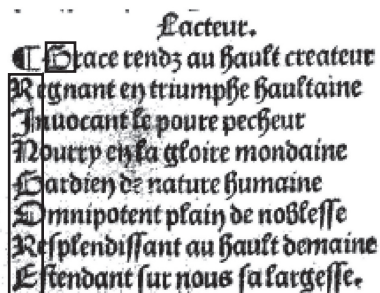 Lacteur.
¶ Grace rendz au hault createur
Regnant en triumphe haultaine
Inuocant le poure pecheur
Nourry en la gloire mondaine
Gardien de nature humaine
Omnipotent plain de noblesse
Resplendissant au hault demaine
Estendant sur nous sa largesse.